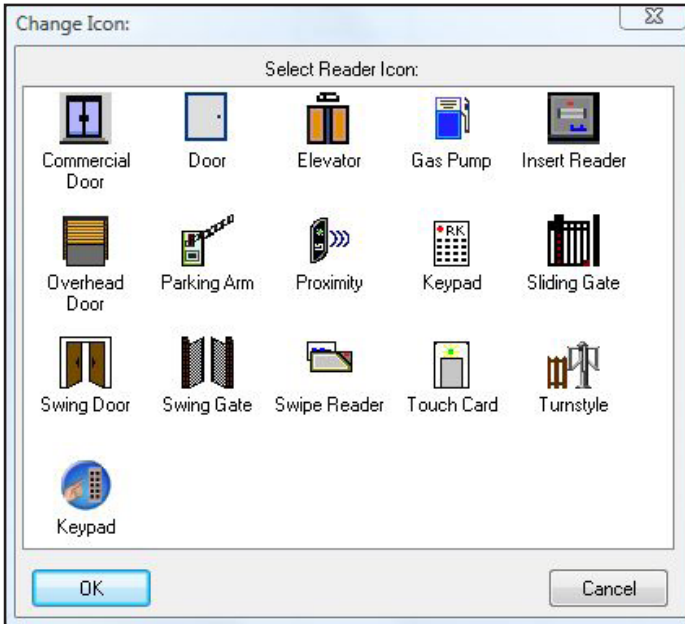 Change Icon:
Select Reader Icon:
Commercial Door
Door
Elevator
Gas Pump
Insert Reader
Overhead Door
Parking Arm
Proximity
RK
Keypad
Sliding Gate
Swing Door
Swing Gate
Swipe Reader
Touch Card
Turnstyle
Keypad
OK
Cancel